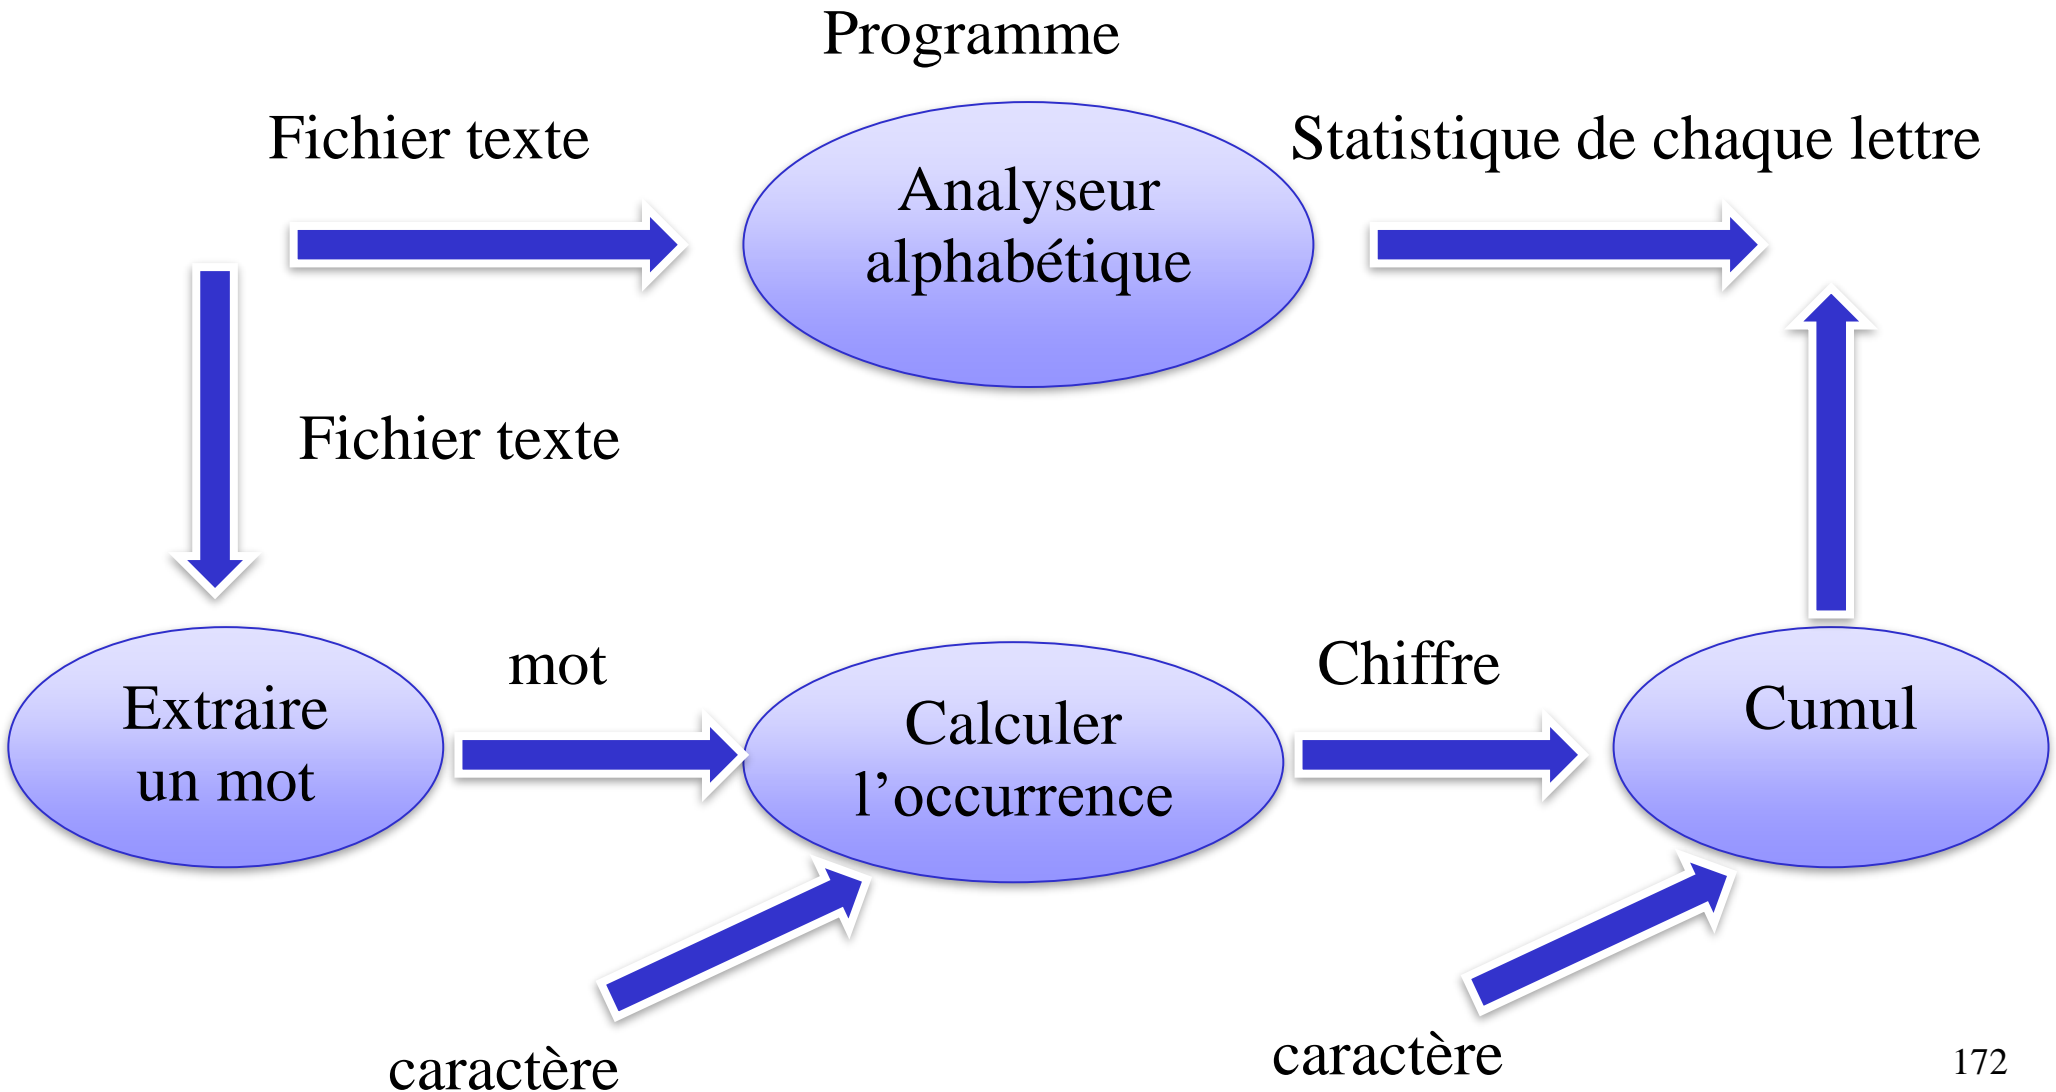 Programme
Fichier texte
Analyseur
alphabétique
Statistique de chaque lettre
Fichier texte
Extraire
un mot
mot
Calculer
l’occurrence
Chiffre
Cumul
caractère
caractère
172